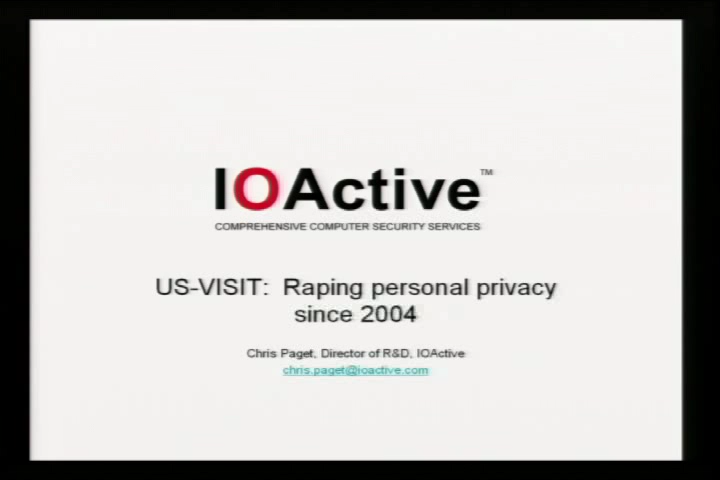 IOActive™
COMPREHENSIVE COMPUTER SECURITY SERVICES
US-VISIT: Raping personal privacy
since 2004
Chris Paget, Director of R&D, IOActive
chris.paget@ioactive.com